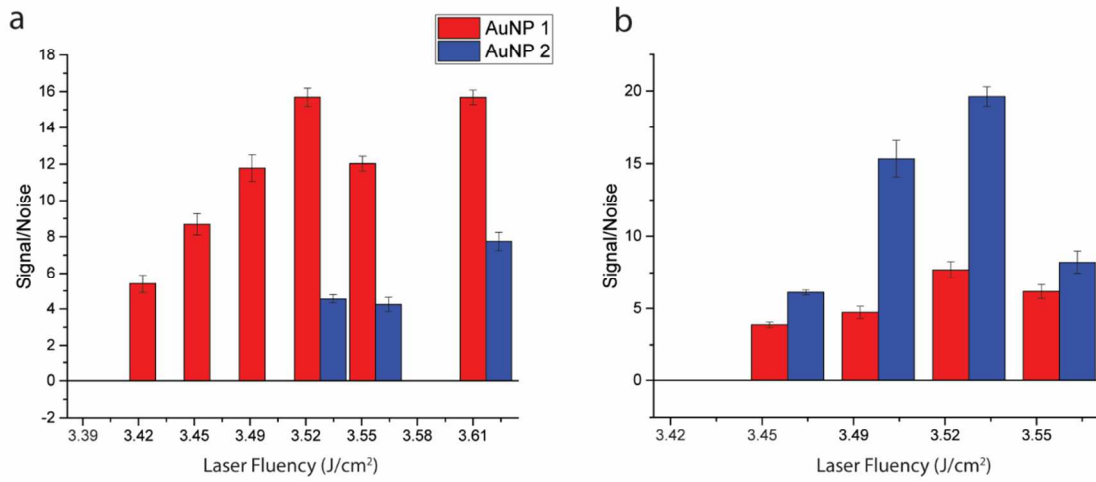 a
AuNP 1
AuNP 2
18
16
14
12
10
8
6
4
2
0
-2
Signal/Noise
3.39 3.42 3.45 3.49 3.52 3.55 3.58 3.61
Laser Fluency (J/cm²)
b
20
15
10
5
0
Signal/Noise
3.42 3.45 3.49 3.52 3.55
Laser Fluency (J/cm²)